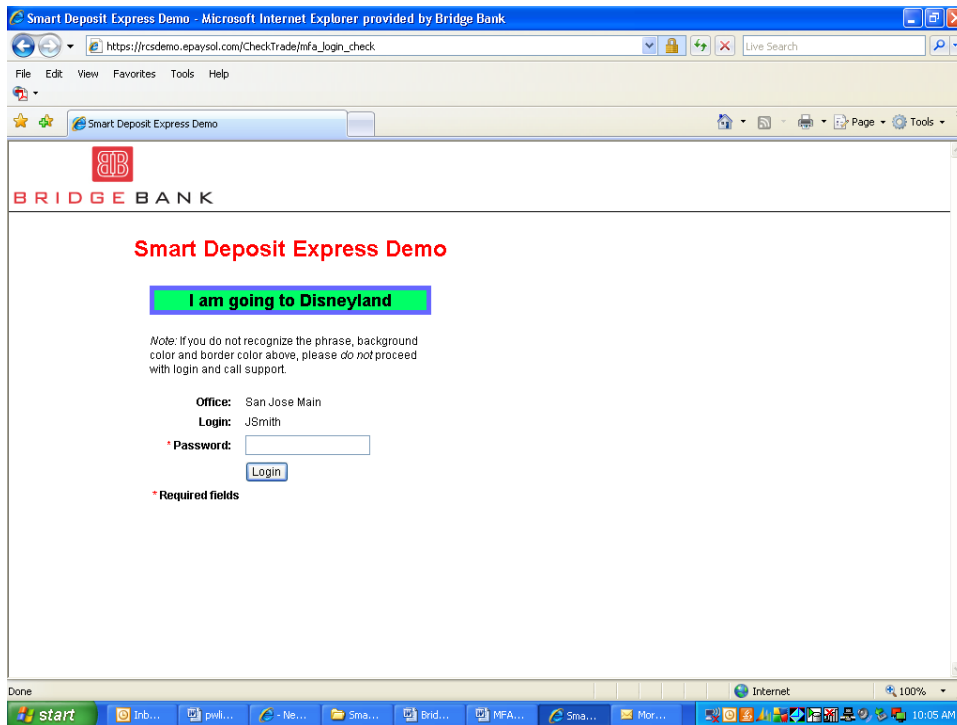 Smart Deposit Express Demo - Microsoft Internet Explorer provided by Bridge Bank
https://rcsdemo.epaysol.com/CheckTrade/mfa_login_check
Live Search
File Edit View Favorites Tools Help
Smart Deposit Express Demo
Page Tools
BRIDGE BANK
Smart Deposit Express Demo
I am going to Disneyland
Note: If you do not recognize the phrase, background
color and border color above, please do not proceed
with login and call support.
Office: San Jose Main
Login: JSmith
* Password:
Login
* Required fields
Done Internet 100%
start Inb... pwli... - Ne... Sma... Brid... MFA... Sma... Mor... 10:05 AM